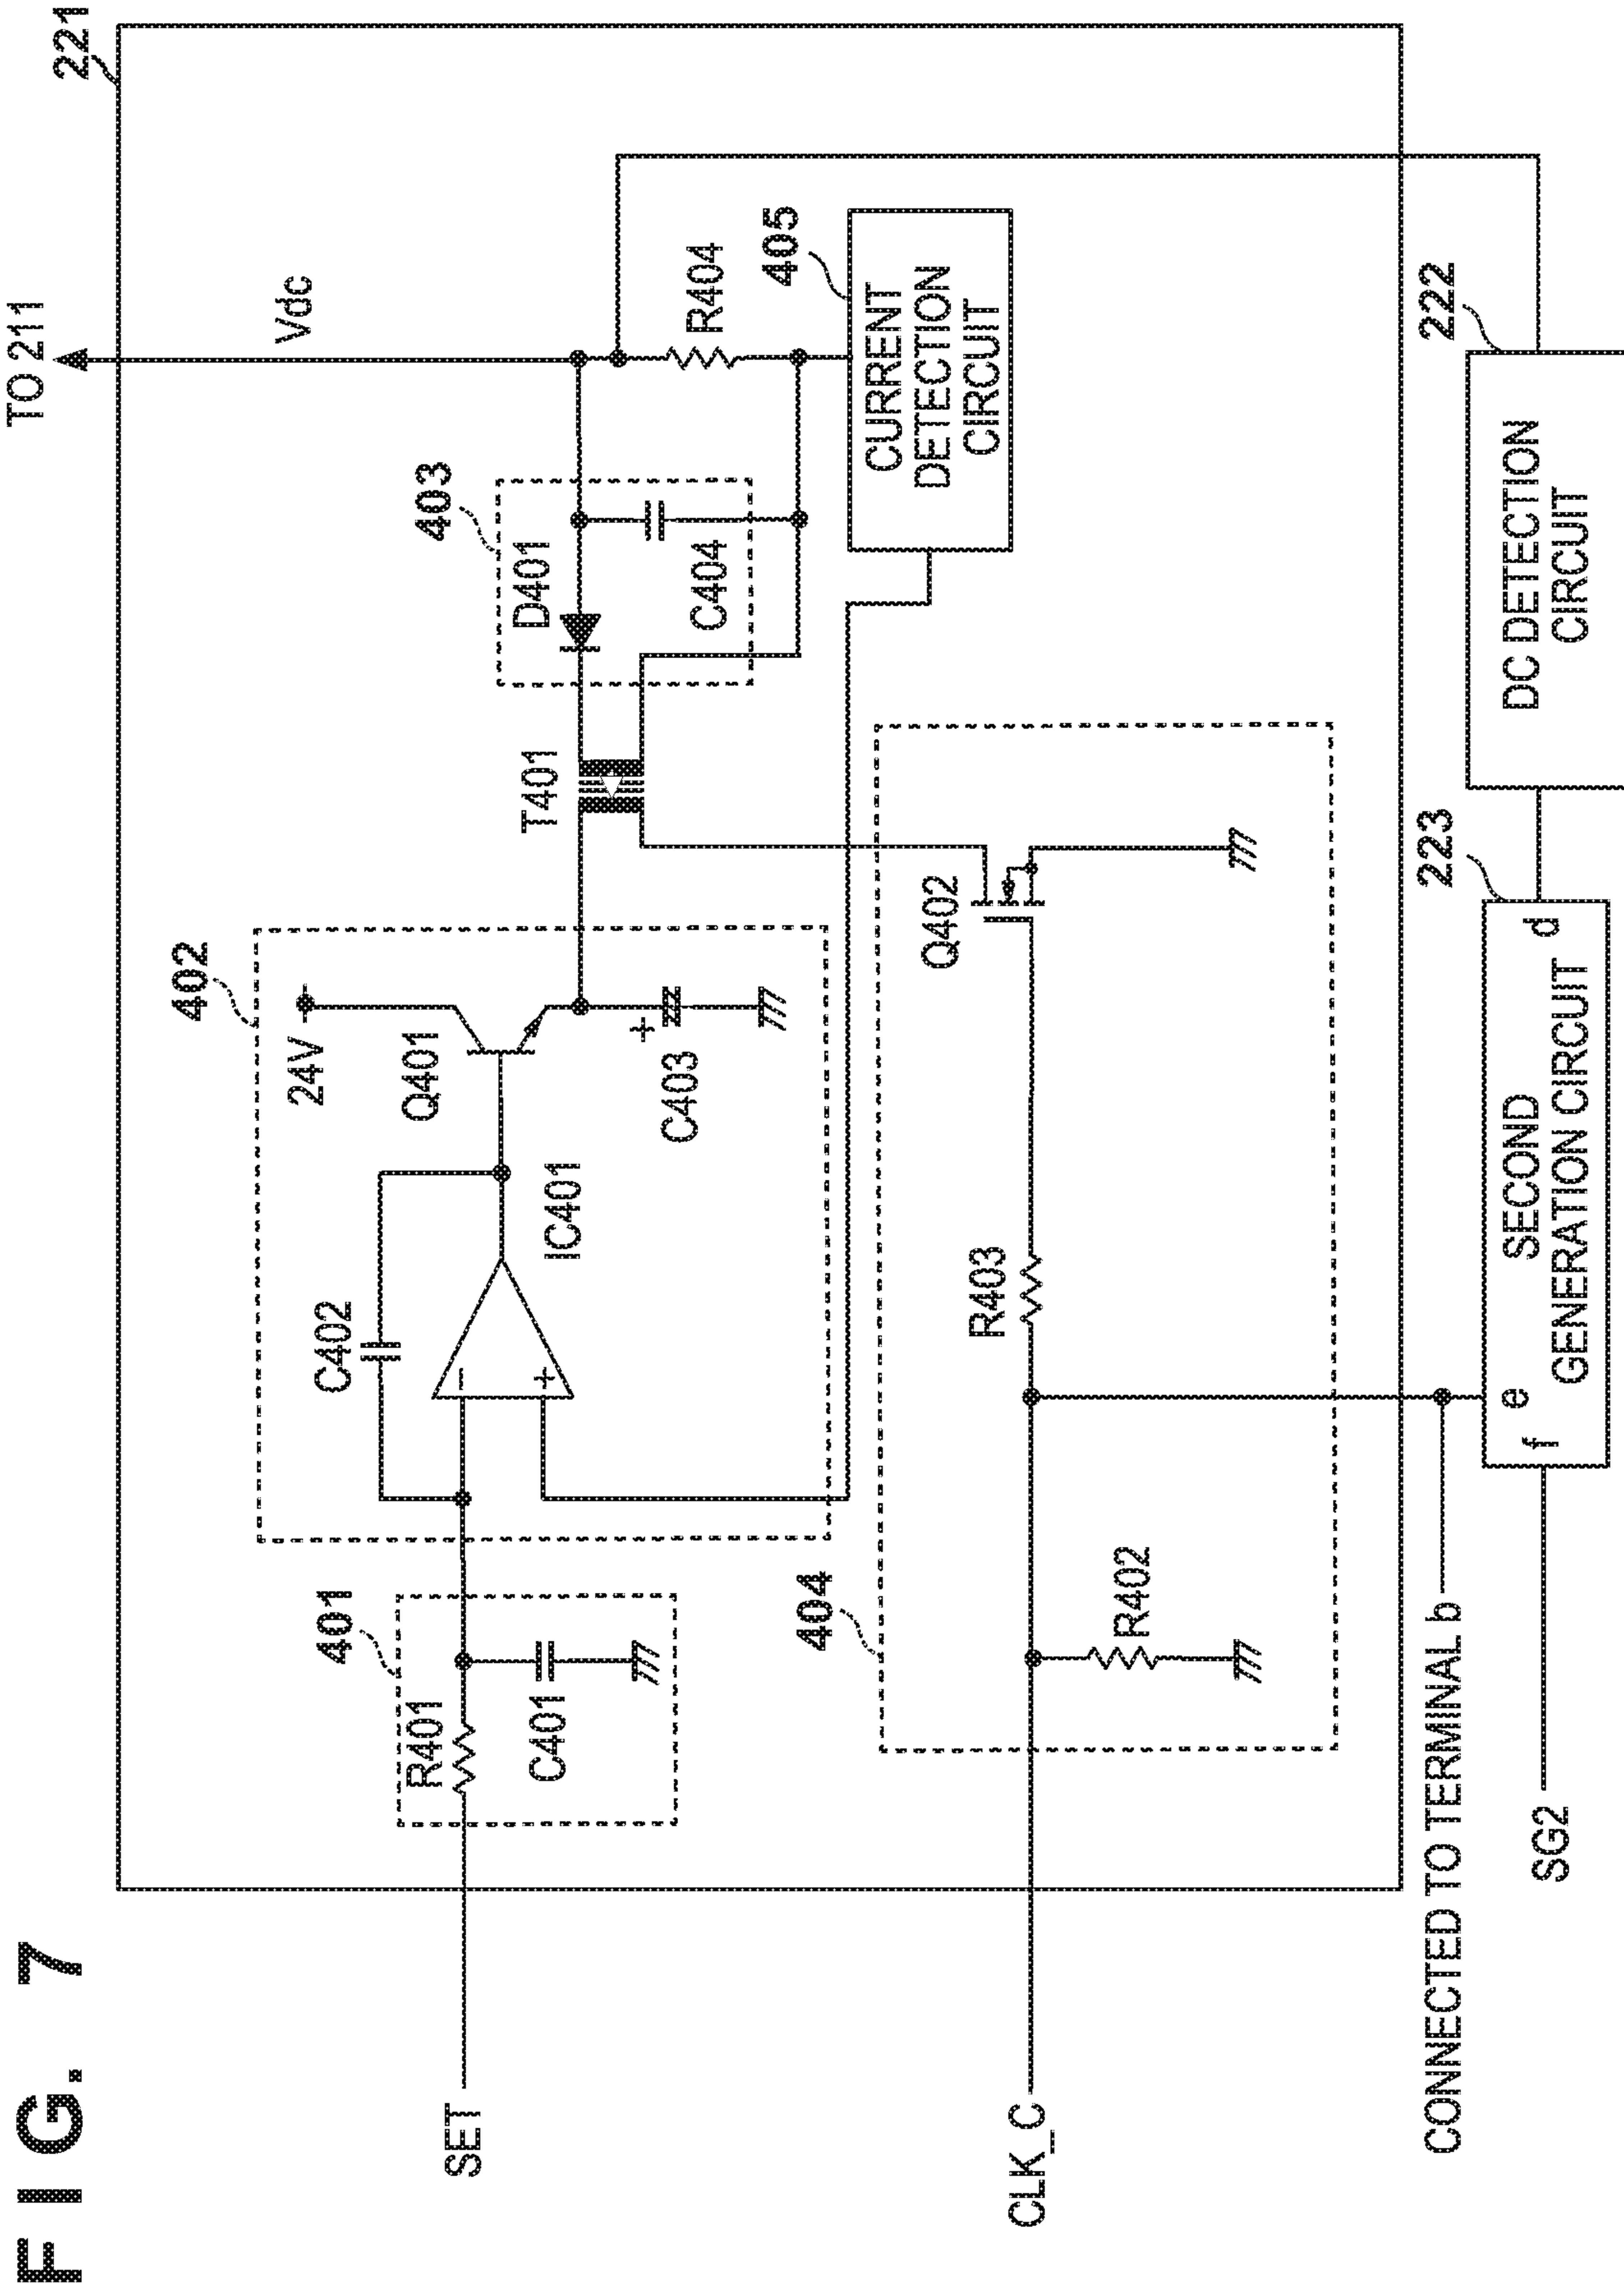 FIG. 7
TO 211
221
Vdc
402
24V
Q401
C402
IC401
C403
401
R401
C401
SET
T401
403
D401
C404
R404
405
CURRENT
DETECTION
CIRCUIT
404
Q402
R403
R402
CLK_C
CONNECTED TO TERMINAL b
223
SECOND
GENERATION CIRCUIT
d
e
f
SG2
222
DC DETECTION
CIRCUIT
+
−
+